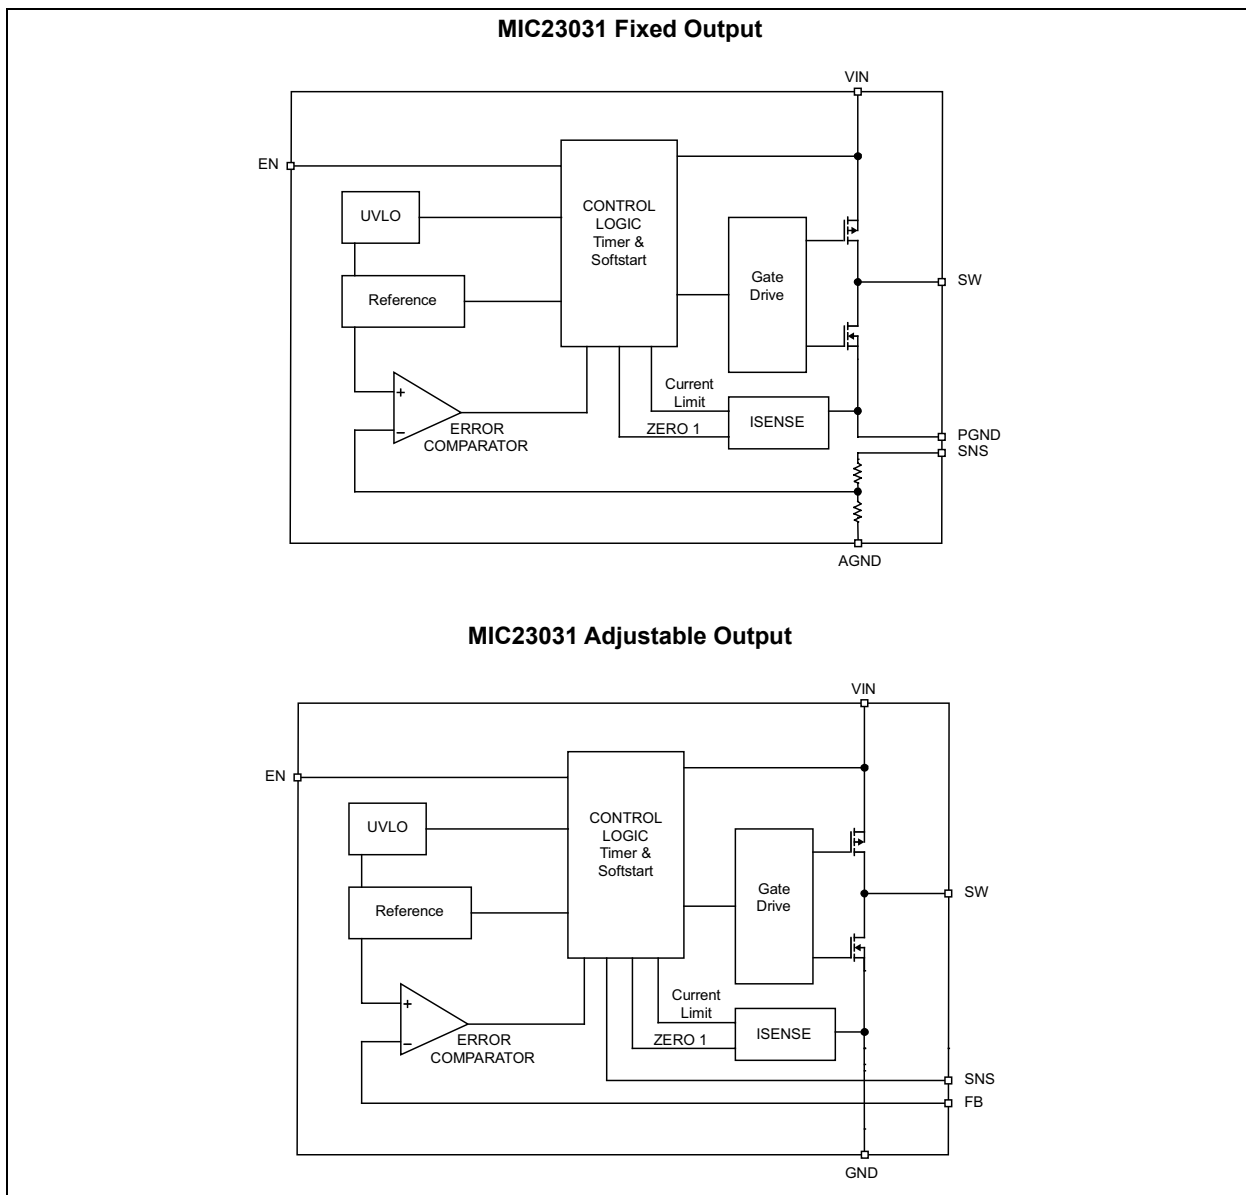 MIC23031 Fixed Output
VIN
EN
UVLO
CONTROL
LOGIC
Timer &
Softstart
Gate
Drive
SW
Reference
Current
Limit
+
−
ERROR
COMPARATOR
ZERO 1
ISENSE
PGND
SNS
AGND
MIC23031 Adjustable Output
VIN
EN
UVLO
CONTROL
LOGIC
Timer &
Softstart
Gate
Drive
SW
Reference
Current
Limit
+
−
ERROR
COMPARATOR
ZERO 1
ISENSE
SNS
FB
GND